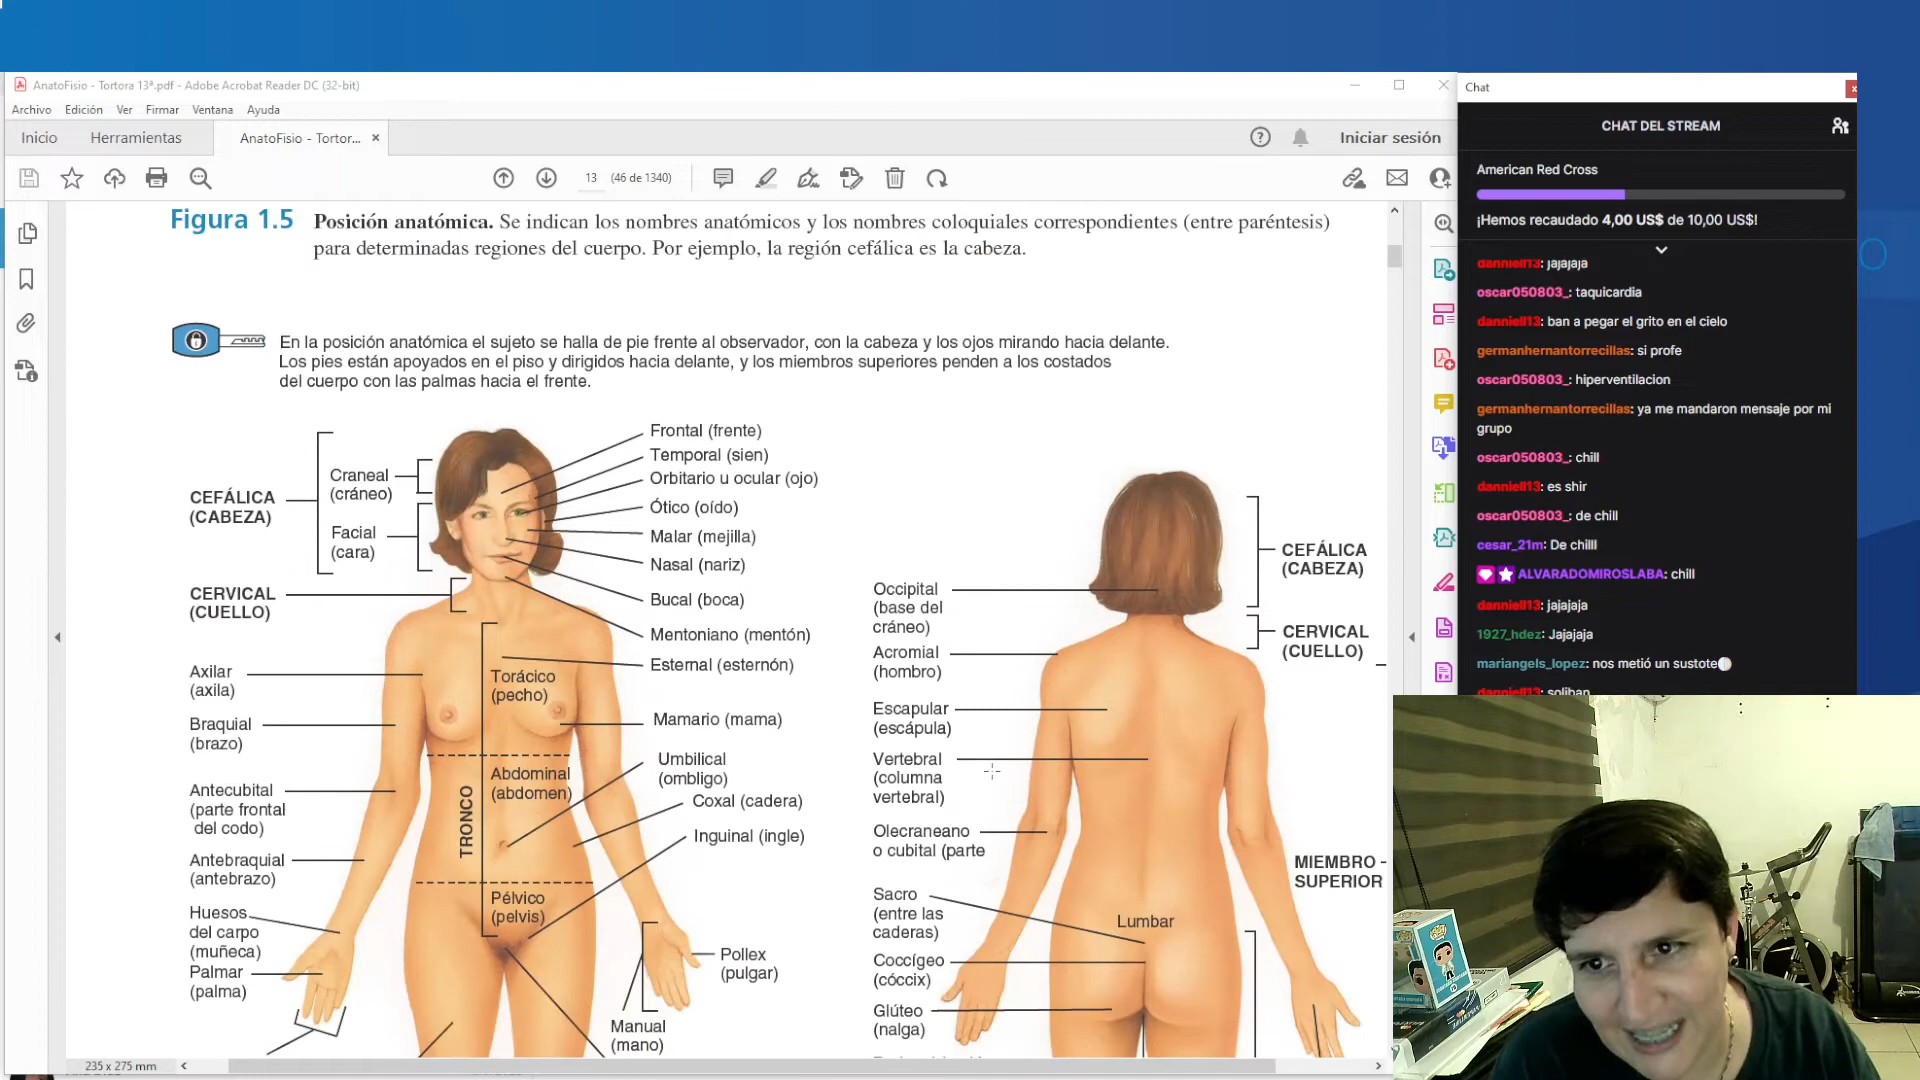 AnatoFisio - Tortora 13ª.pdf - Adobe Acrobat Reader DC (32-bit)
Archivo Edición Ver Firmar Ventana Ayuda
Inicio Herramientas AnatoFisio - Tortor... Iniciar sesión
13 (46 de 1340)
Figura 1.5 Posición anatómica. Se indican los nombres anatómicos y los nombres coloquiales correspondientes (entre paréntesis)
para determinadas regiones del cuerpo. Por ejemplo, la región cefálica es la cabeza.
En la posición anatómica el sujeto se halla de pie frente al observador, con la cabeza y los ojos mirando hacia delante.
Los pies están apoyados en el piso y dirigidos hacia delante, y los miembros superiores penden a los costados
del cuerpo con las palmas hacia el frente.
CEFÁLICA
(CABEZA)
Craneal
(cráneo)
Facial
(cara)
CERVICAL
(CUELLO)
Axilar
(axila)
Braquial
(brazo)
Antecubital
(parte frontal
del codo)
Antebraquial
(antebrazo)
Huesos
del carpo
(muñeca)
Palmar
(palma)
Frontal (frente)
Temporal (sien)
Orbitario u ocular (ojo)
Ótico (oído)
Malar (mejilla)
Nasal (nariz)
Bucal (boca)
Mentoniano (mentón)
Esternal (esternón)
Torácico
(pecho)
Mamario (mama)
Umbilical
(ombligo)
Abdominal
(abdomen)
Coxal (cadera)
Inguinal (ingle)
TRONCO
Pélvico
(pelvis)
Pollex
(pulgar)
Manual
(mano)
Occipital
(base del
cráneo)
Acromial
(hombro)
Escapular
(escápula)
Vertebral
(columna
vertebral)
Olecraneano
o cubital (parte
Sacro
(entre las
caderas)
Coccígeo
(cóccix)
Glúteo
(nalga)
Lumbar
CEFÁLICA
(CABEZA)
CERVICAL
(CUELLO)
MIEMBRO
SUPERIOR
235 x 275 mm
Chat
CHAT DEL STREAM
American Red Cross
¡Hemos recaudado 4,00 US$ de 10,00 US$!
danniell13: jajajaja
oscar050803_: taquicardia
danniell13: ban a pegar el grito en el cielo
germanhernantorrecillas: si profe
oscar050803_: hiperventilacion
germanhernantorrecillas: ya me mandaron mensaje por mi
grupo
oscar050803_: chill
danniell13: es shir
oscar050803_: de chill
cesar_21m: De chilll
ALVARADOMIROSLABA: chill
danniell13: jajajaja
1927_hdez: Jajajaja
mariangels_lopez: nos metió un sustote
danniell13: soliban